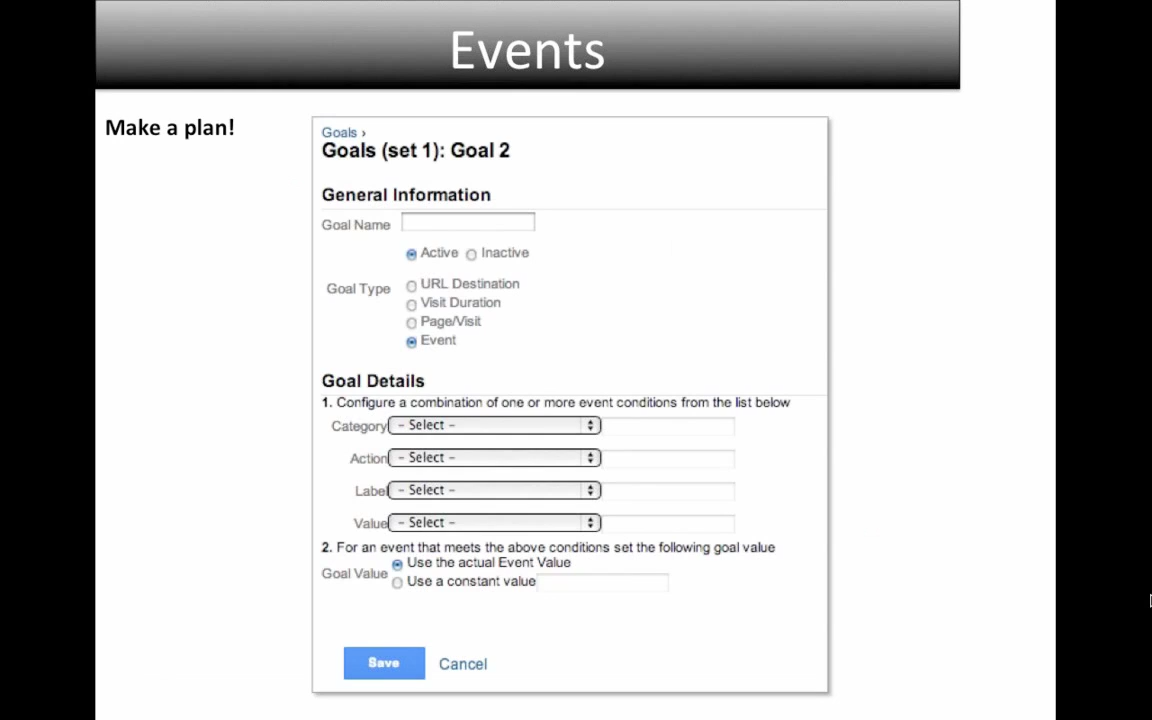 Events
Make a plan!
Goals ›
Goals (set 1): Goal 2
General Information
Goal Name
Active Inactive
Goal Type
URL Destination
Visit Duration
Page/Visit
Event
Goal Details
1. Configure a combination of one or more event conditions from the list below
Category - Select -
Action - Select -
Label - Select -
Value - Select -
2. For an event that meets the above conditions set the following goal value
Goal Value
Use the actual Event Value
Use a constant value
Save Cancel